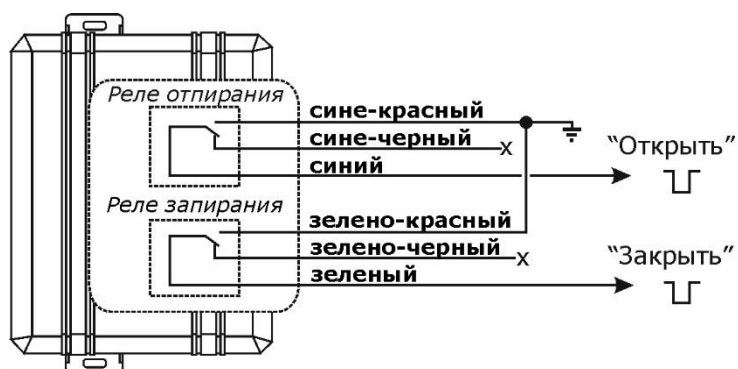 Реле отпирания
сине-красный
сине-черный
x
"Открыть"
синий
Реле запирания
зелено-красный
зелено-черный
x
"Закрыть"
зеленый